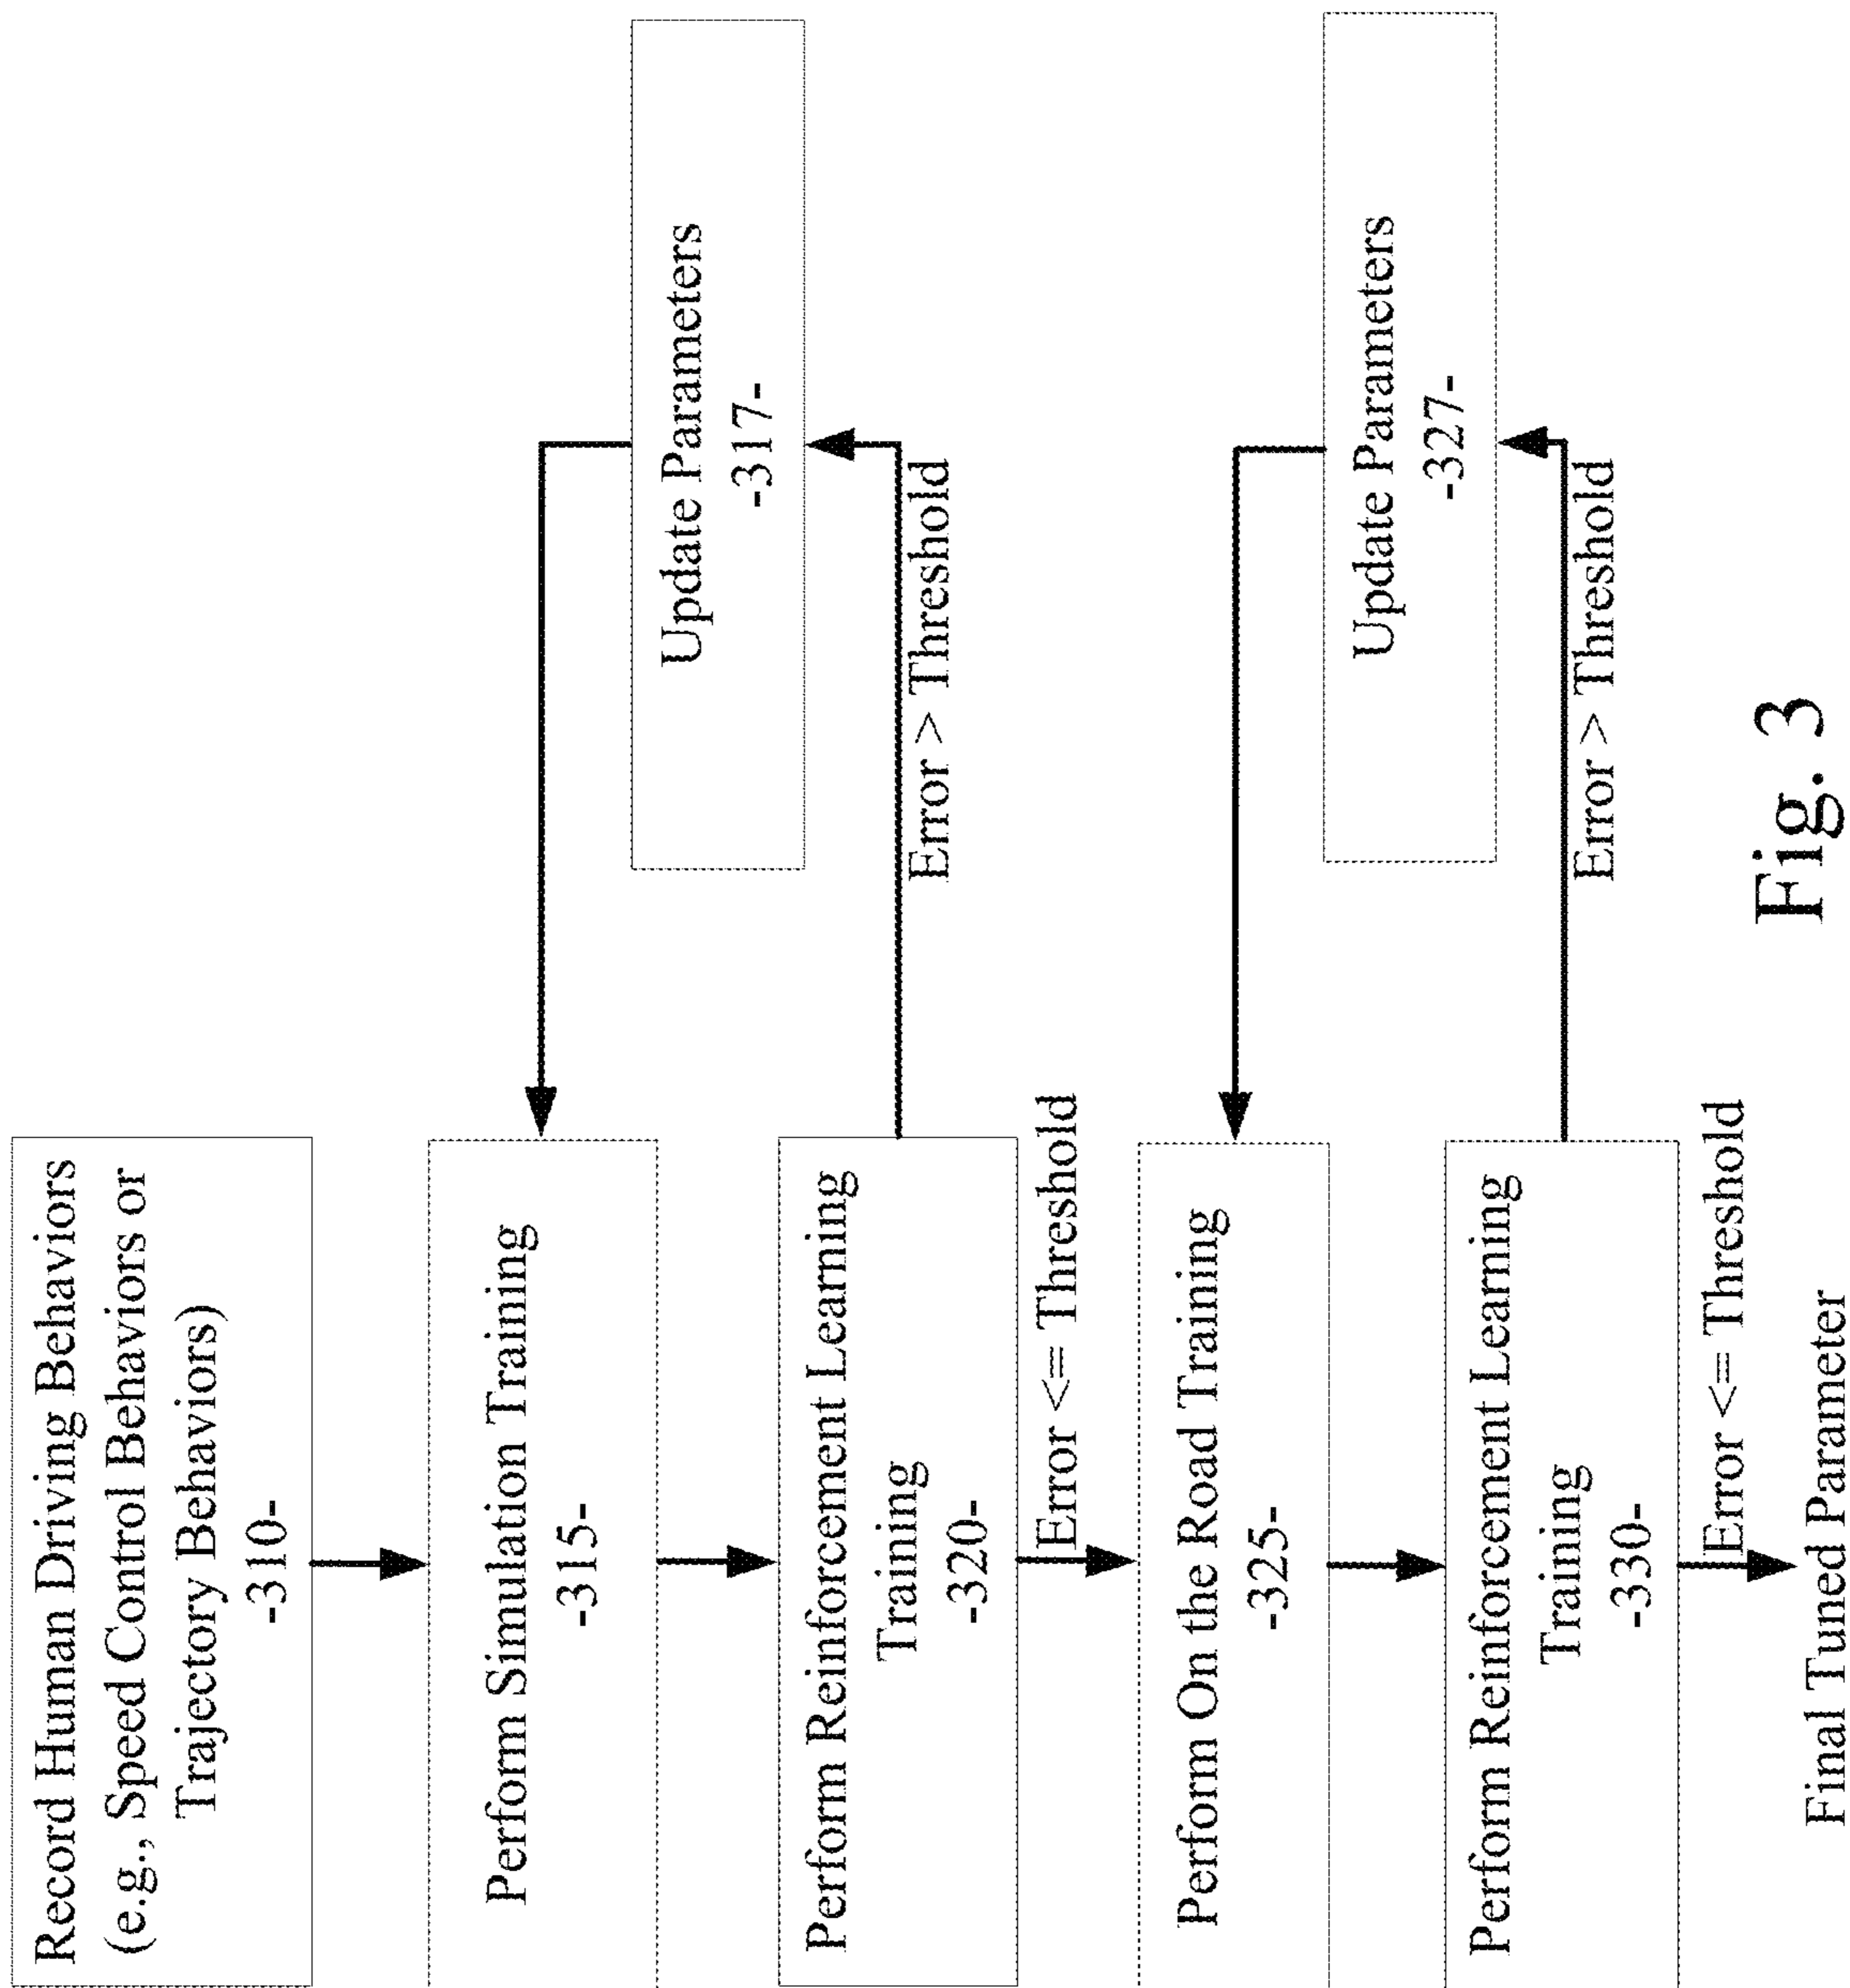 Record Human Driving Behaviors
(e.g., Speed Control Behaviors or
Trajectory Behaviors)
-310-
Perform Simulation Training
-315-
Update Parameters
-317-
Perform Reinforcement Learning
Training
-320-
Error > Threshold
Error <= Threshold
Perform On the Road Training
-325-
Update Parameters
-327-
Perform Reinforcement Learning
Training
-330-
Error > Threshold
Error <= Threshold
Final Tuned Parameter
Fig. 3